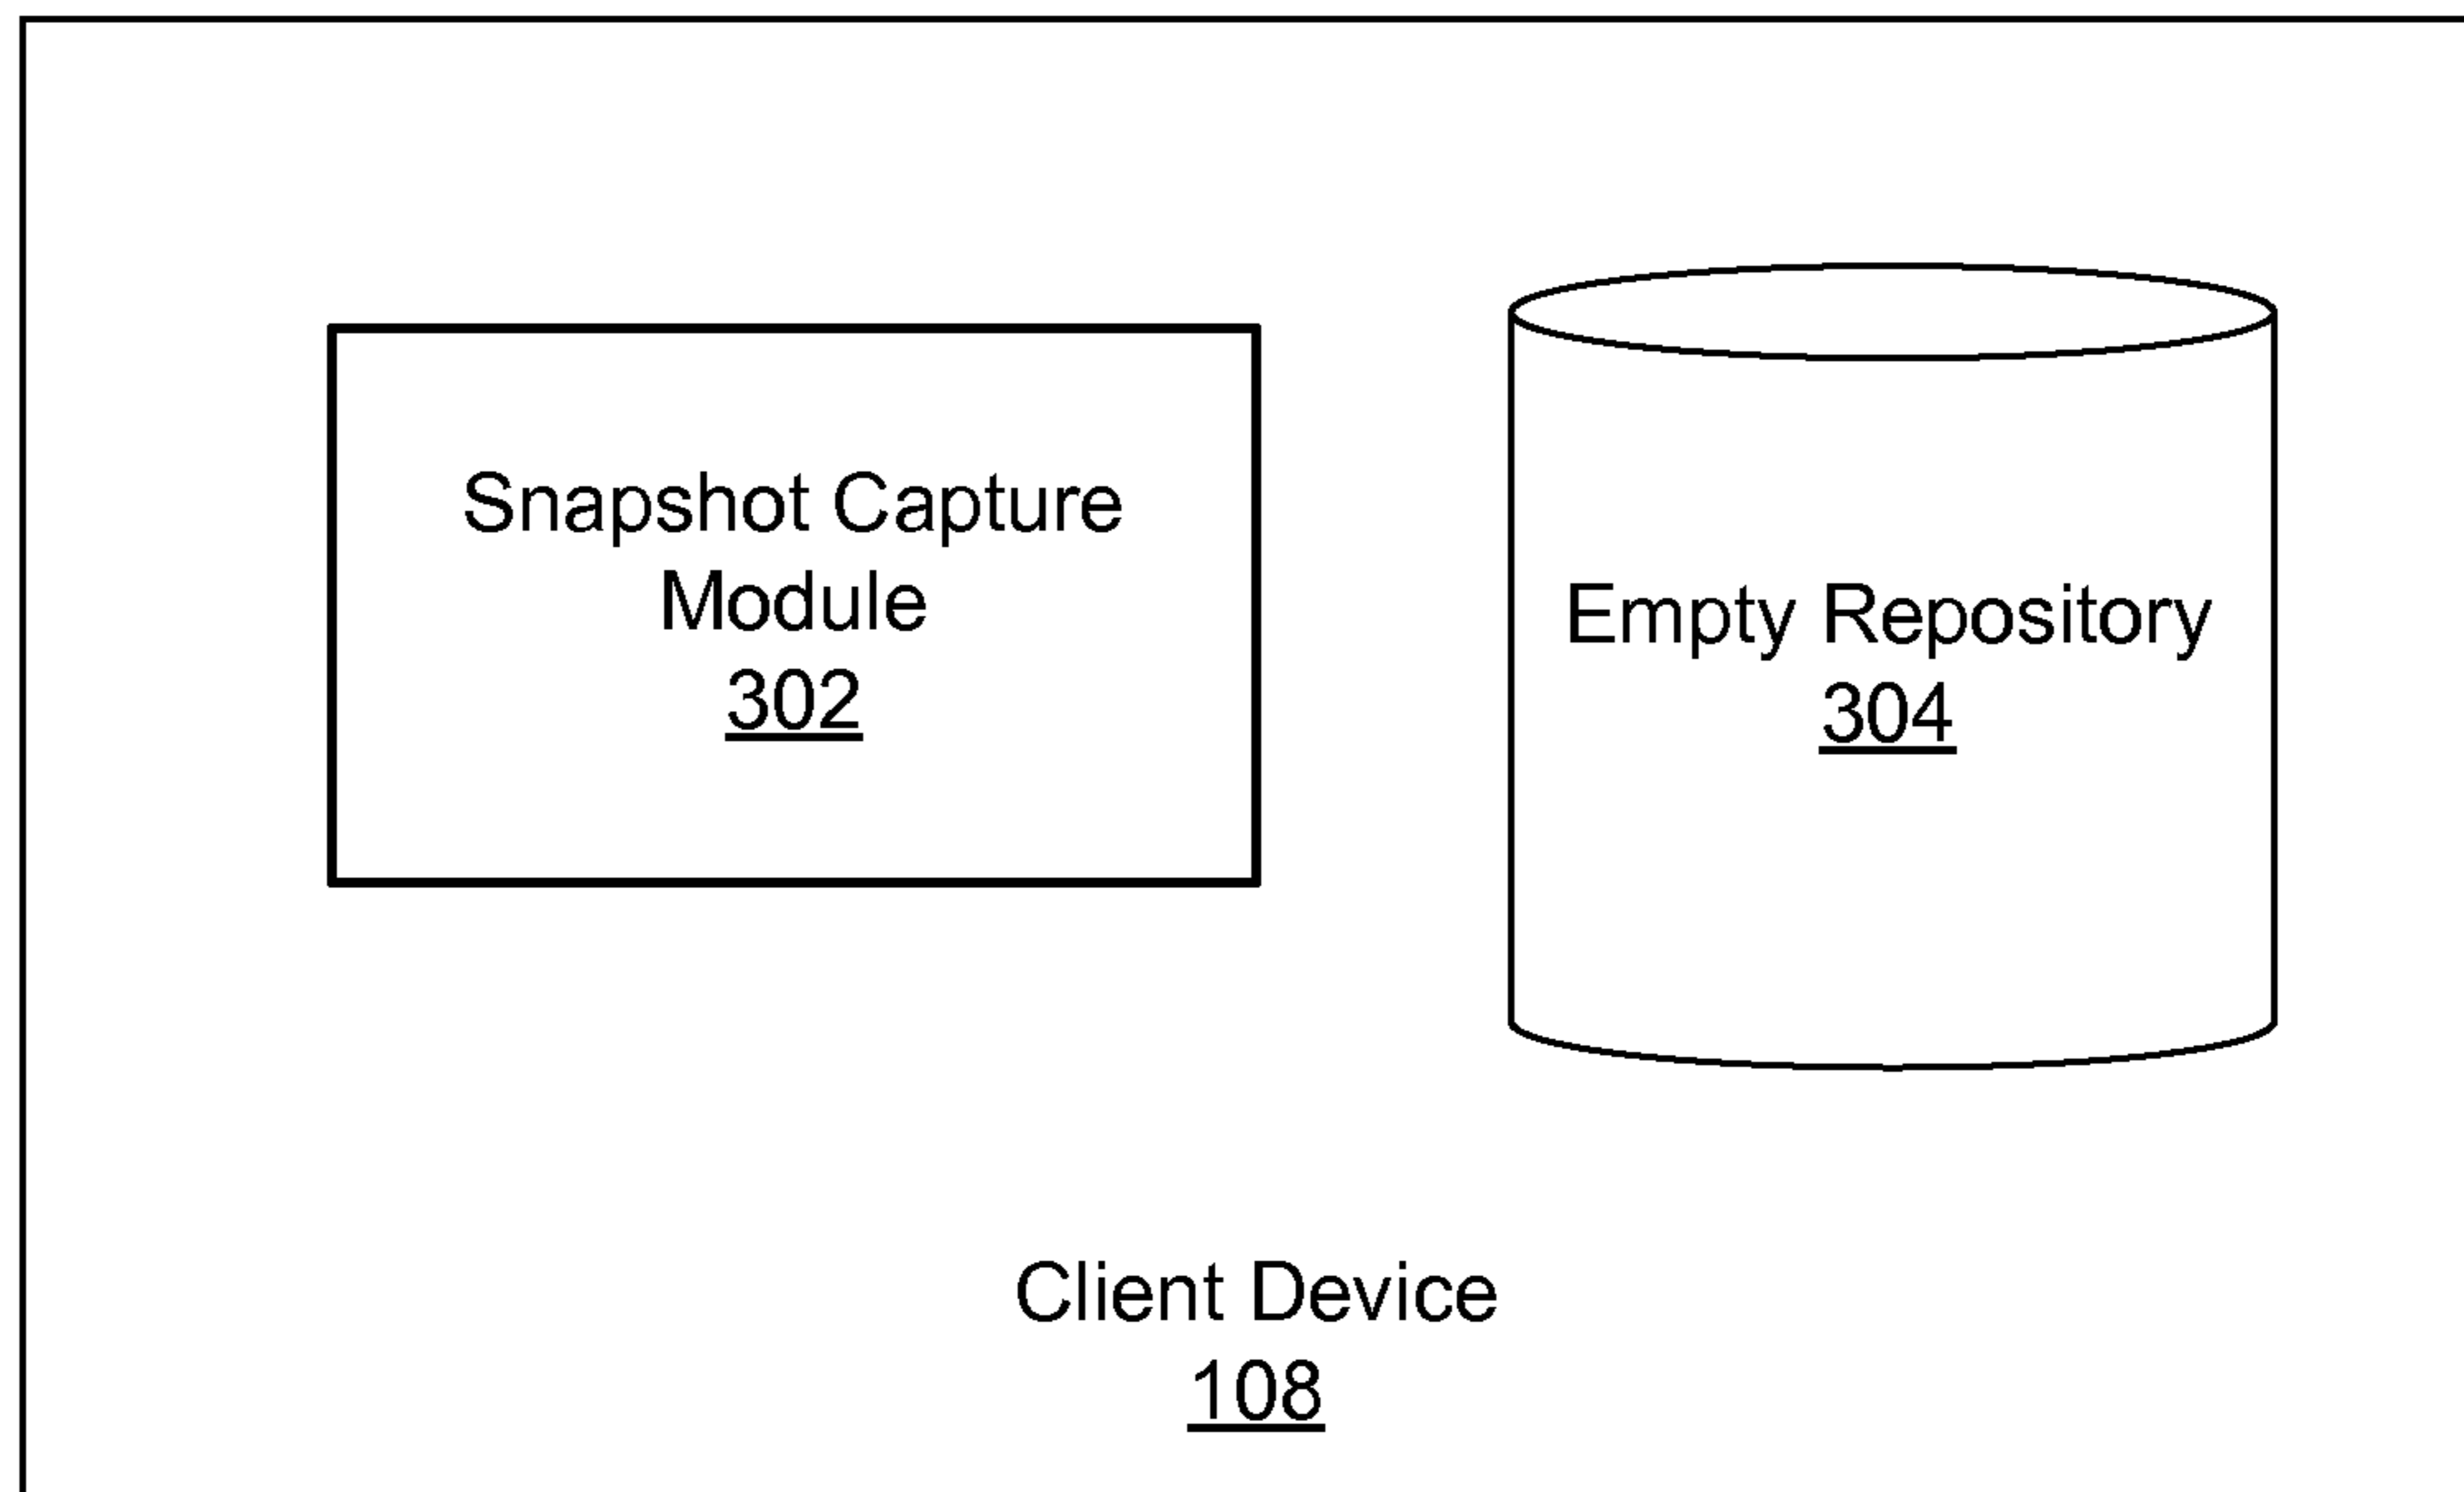 Snapshot Capture
Module
302
Empty Repository
304
Client Device
108